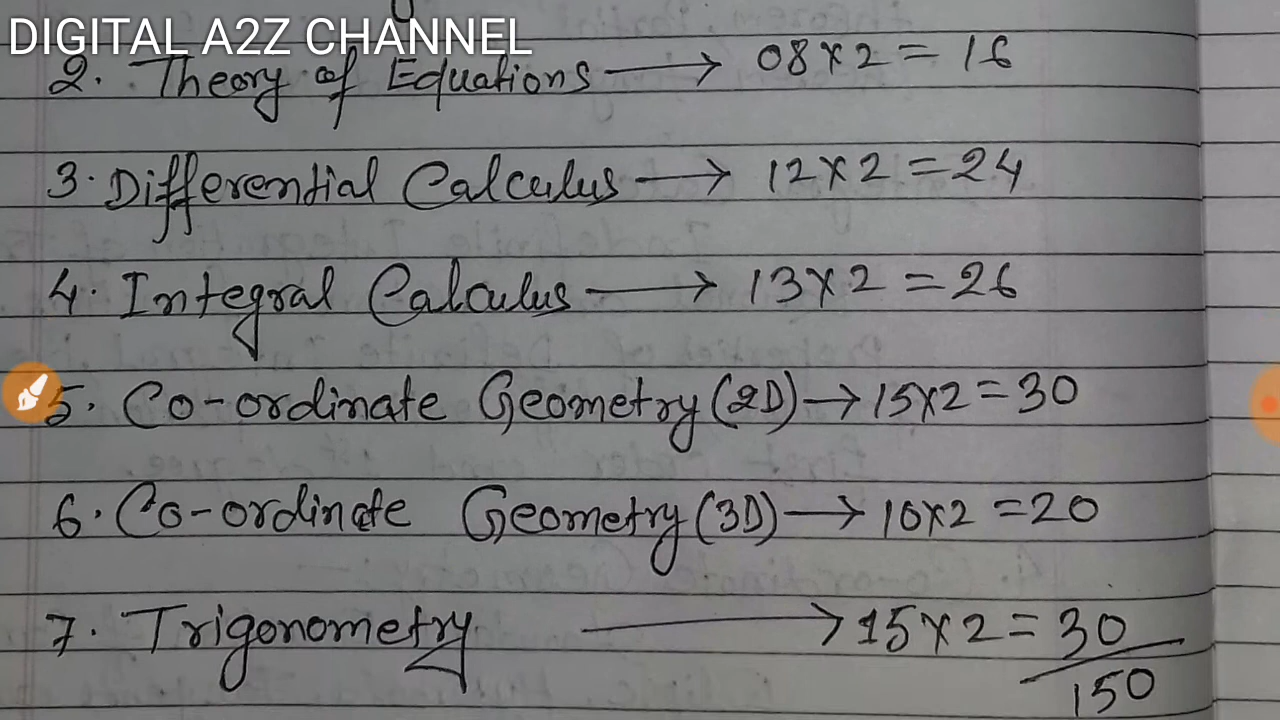 DIGITAL A2Z CHANNEL
2. Theory of Equations → 08×2 = 16
3. Differential Calculus → 12×2 = 24
4. Integral Calculus → 13×2 = 26
5. Co-ordinate Geometry (2D) → 15×2 = 30
6. Co-ordinate Geometry (3D) → 10×2 = 20
7. Trigonometry → 15×2 = 30
150